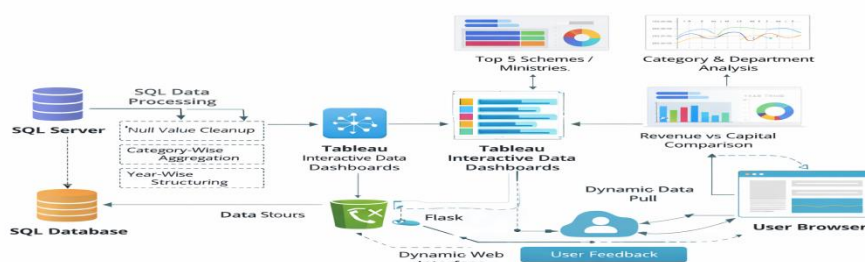 Top 5 Schemes /
Ministries.
Category & Department
Analysis
SQL Data
Processing
SQL Server
*Null Value Cleanup
Category-Wise
Aggregation
Year-Wise
Structuring
Tableau
Interactive Data
Dashboards
Tableau
Interactive Data
Dashboards
Revenue vs Capital
Comparison
Dynamic Data
Pull
User Browser
SQL Database
Data Stours
Flask
Dynamic Web
User Feedback